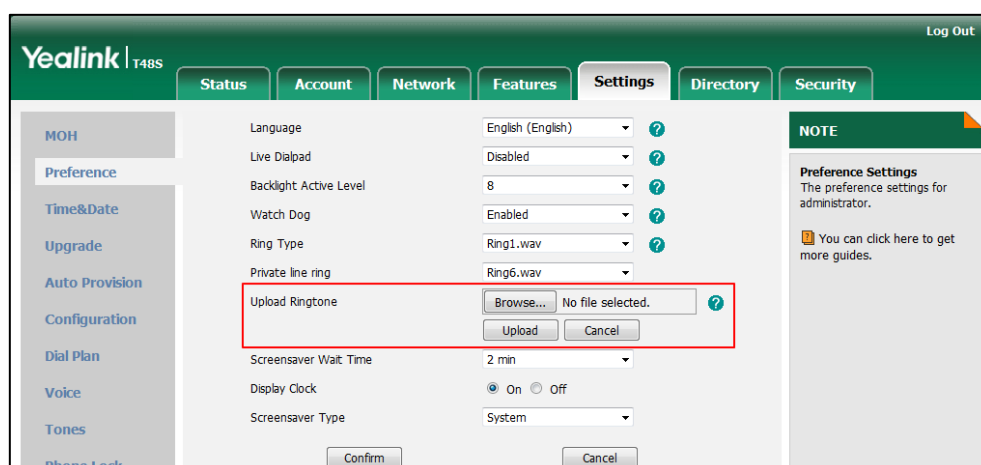 Log Out
Yealink | T48S
Status Account Network Features Settings Directory Security
MOH
Preference
Time&Date
Upgrade
Auto Provision
Configuration
Dial Plan
Voice
Tones
Phone Lock
Language English (English) ?
Live Dialpad Disabled ?
Backlight Active Level 8 ?
Watch Dog Enabled ?
Ring Type Ring1.wav ?
Private line ring Ring6.wav
Upload Ringtone Browse... No file selected. ?
Upload Cancel
Screensaver Wait Time 2 min
Display Clock On Off
Screensaver Type System
Confirm Cancel
NOTE
Preference Settings
The preference settings for
administrator.
You can click here to get
more guides.